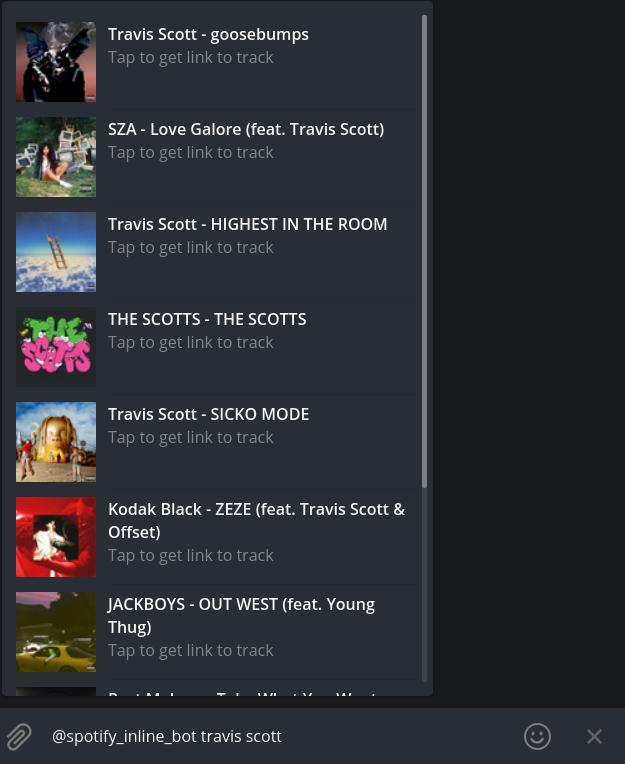 Travis Scott - goosebumps
Tap to get link to track
SZA - Love Galore (feat. Travis Scott)
Tap to get link to track
Travis Scott - HIGHEST IN THE ROOM
Tap to get link to track
THE SCOTTS - THE SCOTTS
Tap to get link to track
THE
SCOTTS
Travis Scott - SICKO MODE
Tap to get link to track
Kodak Black - ZEZE (feat. Travis Scott &
Offset)
Tap to get link to track
JACKBOYS - OUT WEST (feat. Young
Thug)
Tap to get link to track
@spotify_inline_bot travis scott